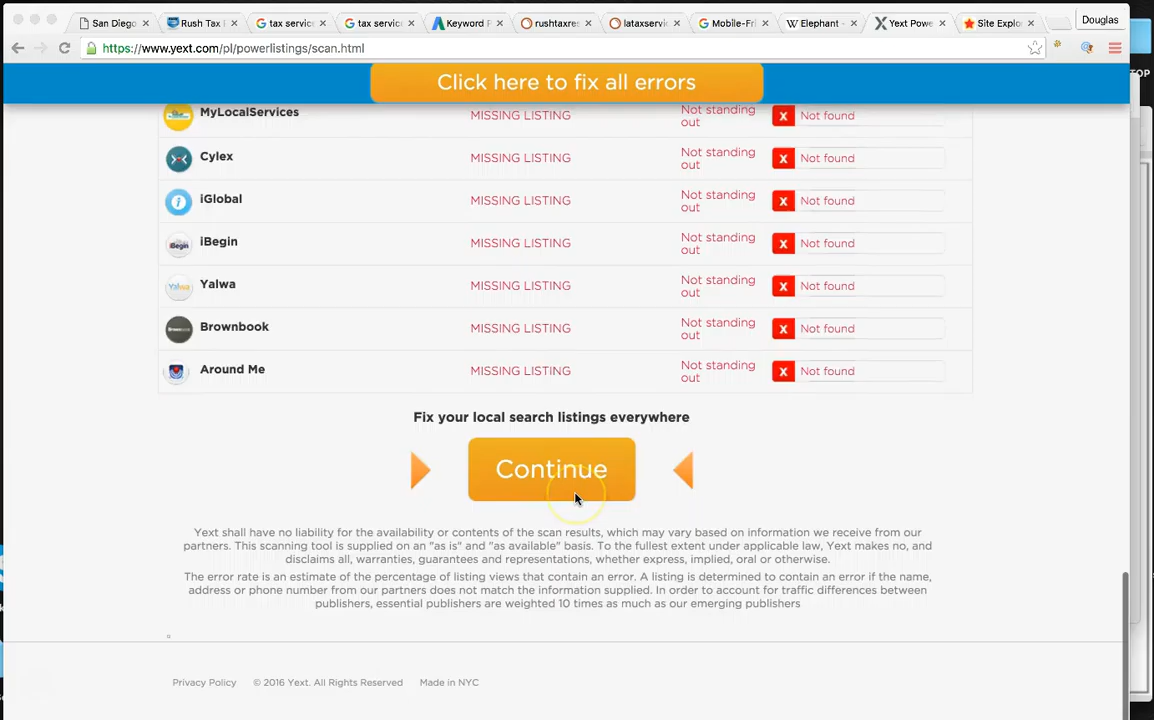 San Diego
Rush Tax E
tax servic
tax servic
Keyword P
rushtaxres
lataxservic
Mobile-Fri
Elephant -
Yext Powe
Site Explo
Douglas
https://www.yext.com/pl/powerlistings/scan.html
TOP
Click here to fix all errors
MyLocalServices MISSING LISTING Not standing out x Not found
Cylex MISSING LISTING Not standing out x Not found
iGlobal MISSING LISTING Not standing out x Not found
iBegin MISSING LISTING Not standing out x Not found
Yalwa MISSING LISTING Not standing out x Not found
Brownbook MISSING LISTING Not standing out x Not found
Around Me MISSING LISTING Not standing out x Not found
Fix your local search listings everywhere
Continue
Yext shall have no liability for the availability or contents of the scan results, which may vary based on information we receive from our
partners. This scanning tool is supplied on an "as is" and "as available" basis. To the fullest extent under applicable law, Yext makes no, and
disclaims all, warranties, guarantees and representations, whether express, implied, oral or otherwise.
The error rate is an estimate of the percentage of listing views that contain an error. A listing is determined to contain an error if the name,
address or phone number from our partners does not match the information supplied. In order to account for traffic differences between
publishers, essential publishers are weighted 10 times as much as our emerging publishers
Privacy Policy © 2016 Yext. All Rights Reserved Made in NYC